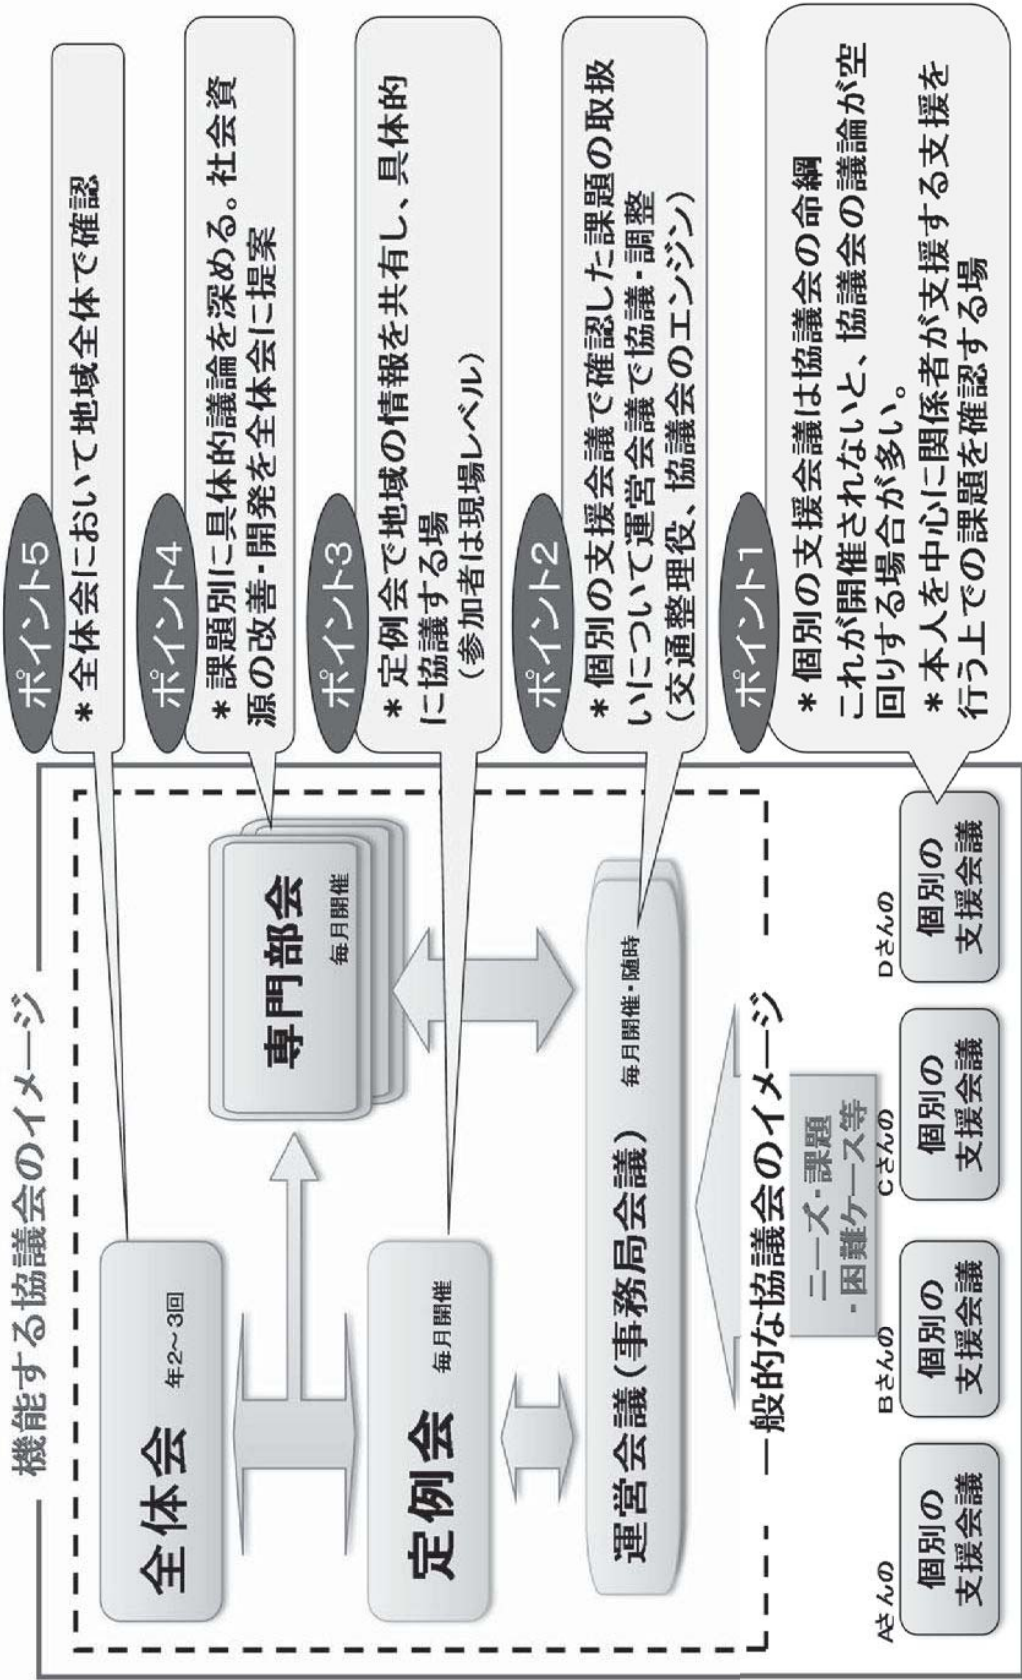 機能する協議会のイメージ
全体会 年2～3回
専門部会
毎月開催
定例会 毎月開催
運営会議(事務局会議) 毎月開催・随時
一般的な協議会のイメージ
ニーズ・課題
・困難ケース等
Aさんの
個別の
支援会議
Bさんの
個別の
支援会議
Cさんの
個別の
支援会議
Dさんの
個別の
支援会議
ポイント5
＊全体会において地域全体で確認
ポイント4
＊課題別に具体的議論を深める。社会資
源の改善・開発を全体会に提案
ポイント3
＊定例会で地域の情報を共有し、具体的
に協議する場
(参加者は現場レベル)
ポイント2
＊個別の支援会議で確認した課題の取扱
いについて運営会議で協議・調整
(交通整理役、協議会のエンジン)
ポイント1
＊個別の支援会議は協議会の命綱
これが開催されないと、協議会の議論が空
回りする場合が多い。
＊本人を中心に関係者が支援する支援を
行う上での課題を確認する場